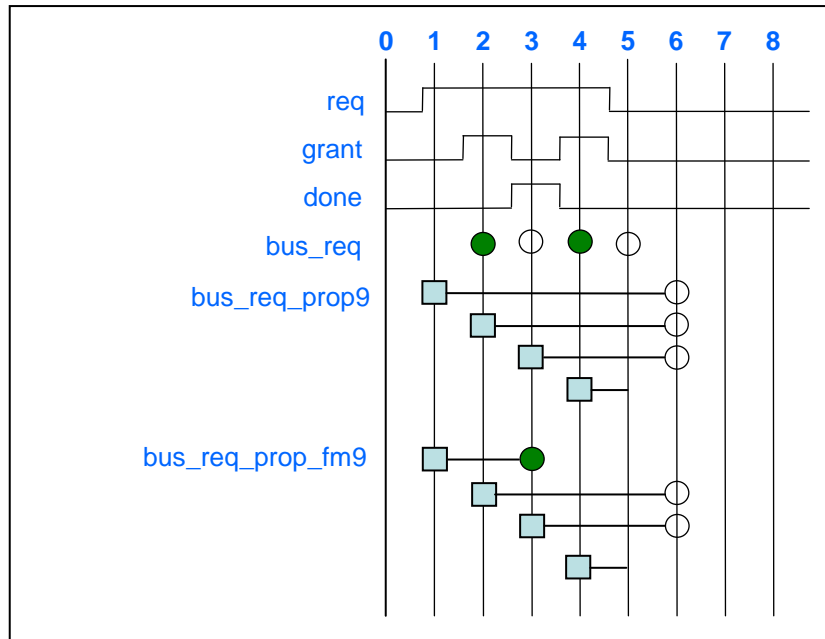 0 1 2 3 4 5 6 7 8
req
grant
done
bus_req
bus_req_prop9
bus_req_prop_fm9